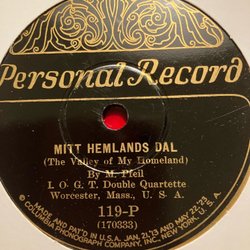 Personal Record
MITT HEMLANDS DAL
(The Valley of My Homeland)
By M. Pfeil
I. O. G. T. Double Quartette
Worcester, Mass., U. S. A.
119-P
(170333)
MADE AND PAT'D IN U.S.A. JAN. 21,'13 AND MAY 22,'23
© COLUMBIA PHONOGRAPH COMPANY, INC., NEW YORK, U.S.A.